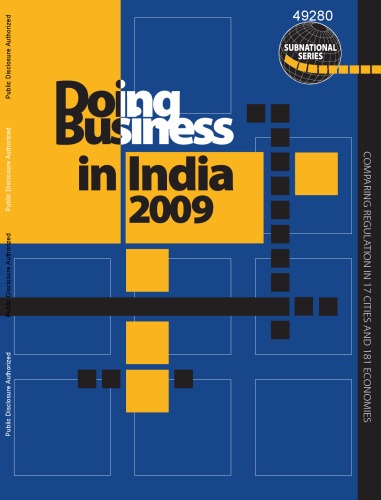 49280
SUBNATIONAL
SERIES
Doing
Business
in India
2009
COMPARING REGULATION IN 17 CITIES AND 181 ECONOMIES
Public Disclosure Authorized
Public Disclosure Authorized
Public Disclosure Authorized
Public Disclosure Authorized